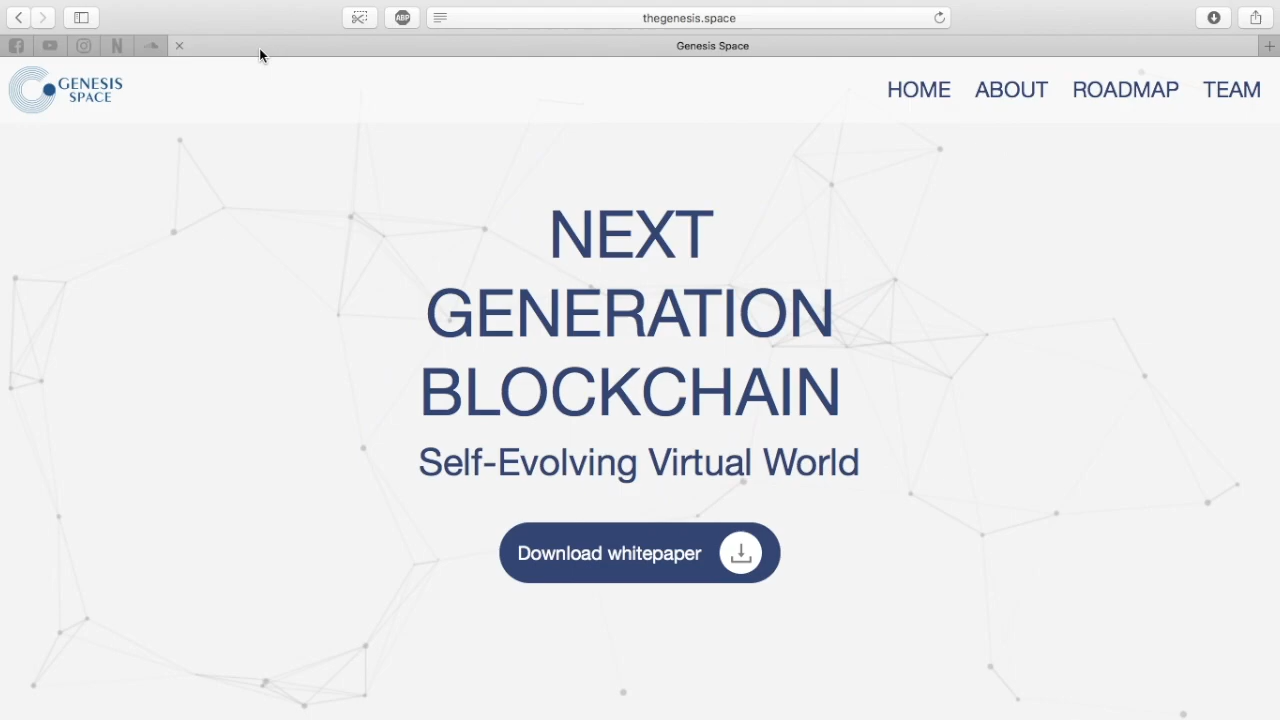 ABP
thegenesis.space
N
Genesis Space
GENESIS
SPACE
HOME
ABOUT
ROADMAP
TEAM
NEXT
GENERATION
BLOCKCHAIN
Self-Evolving Virtual World
Download whitepaper